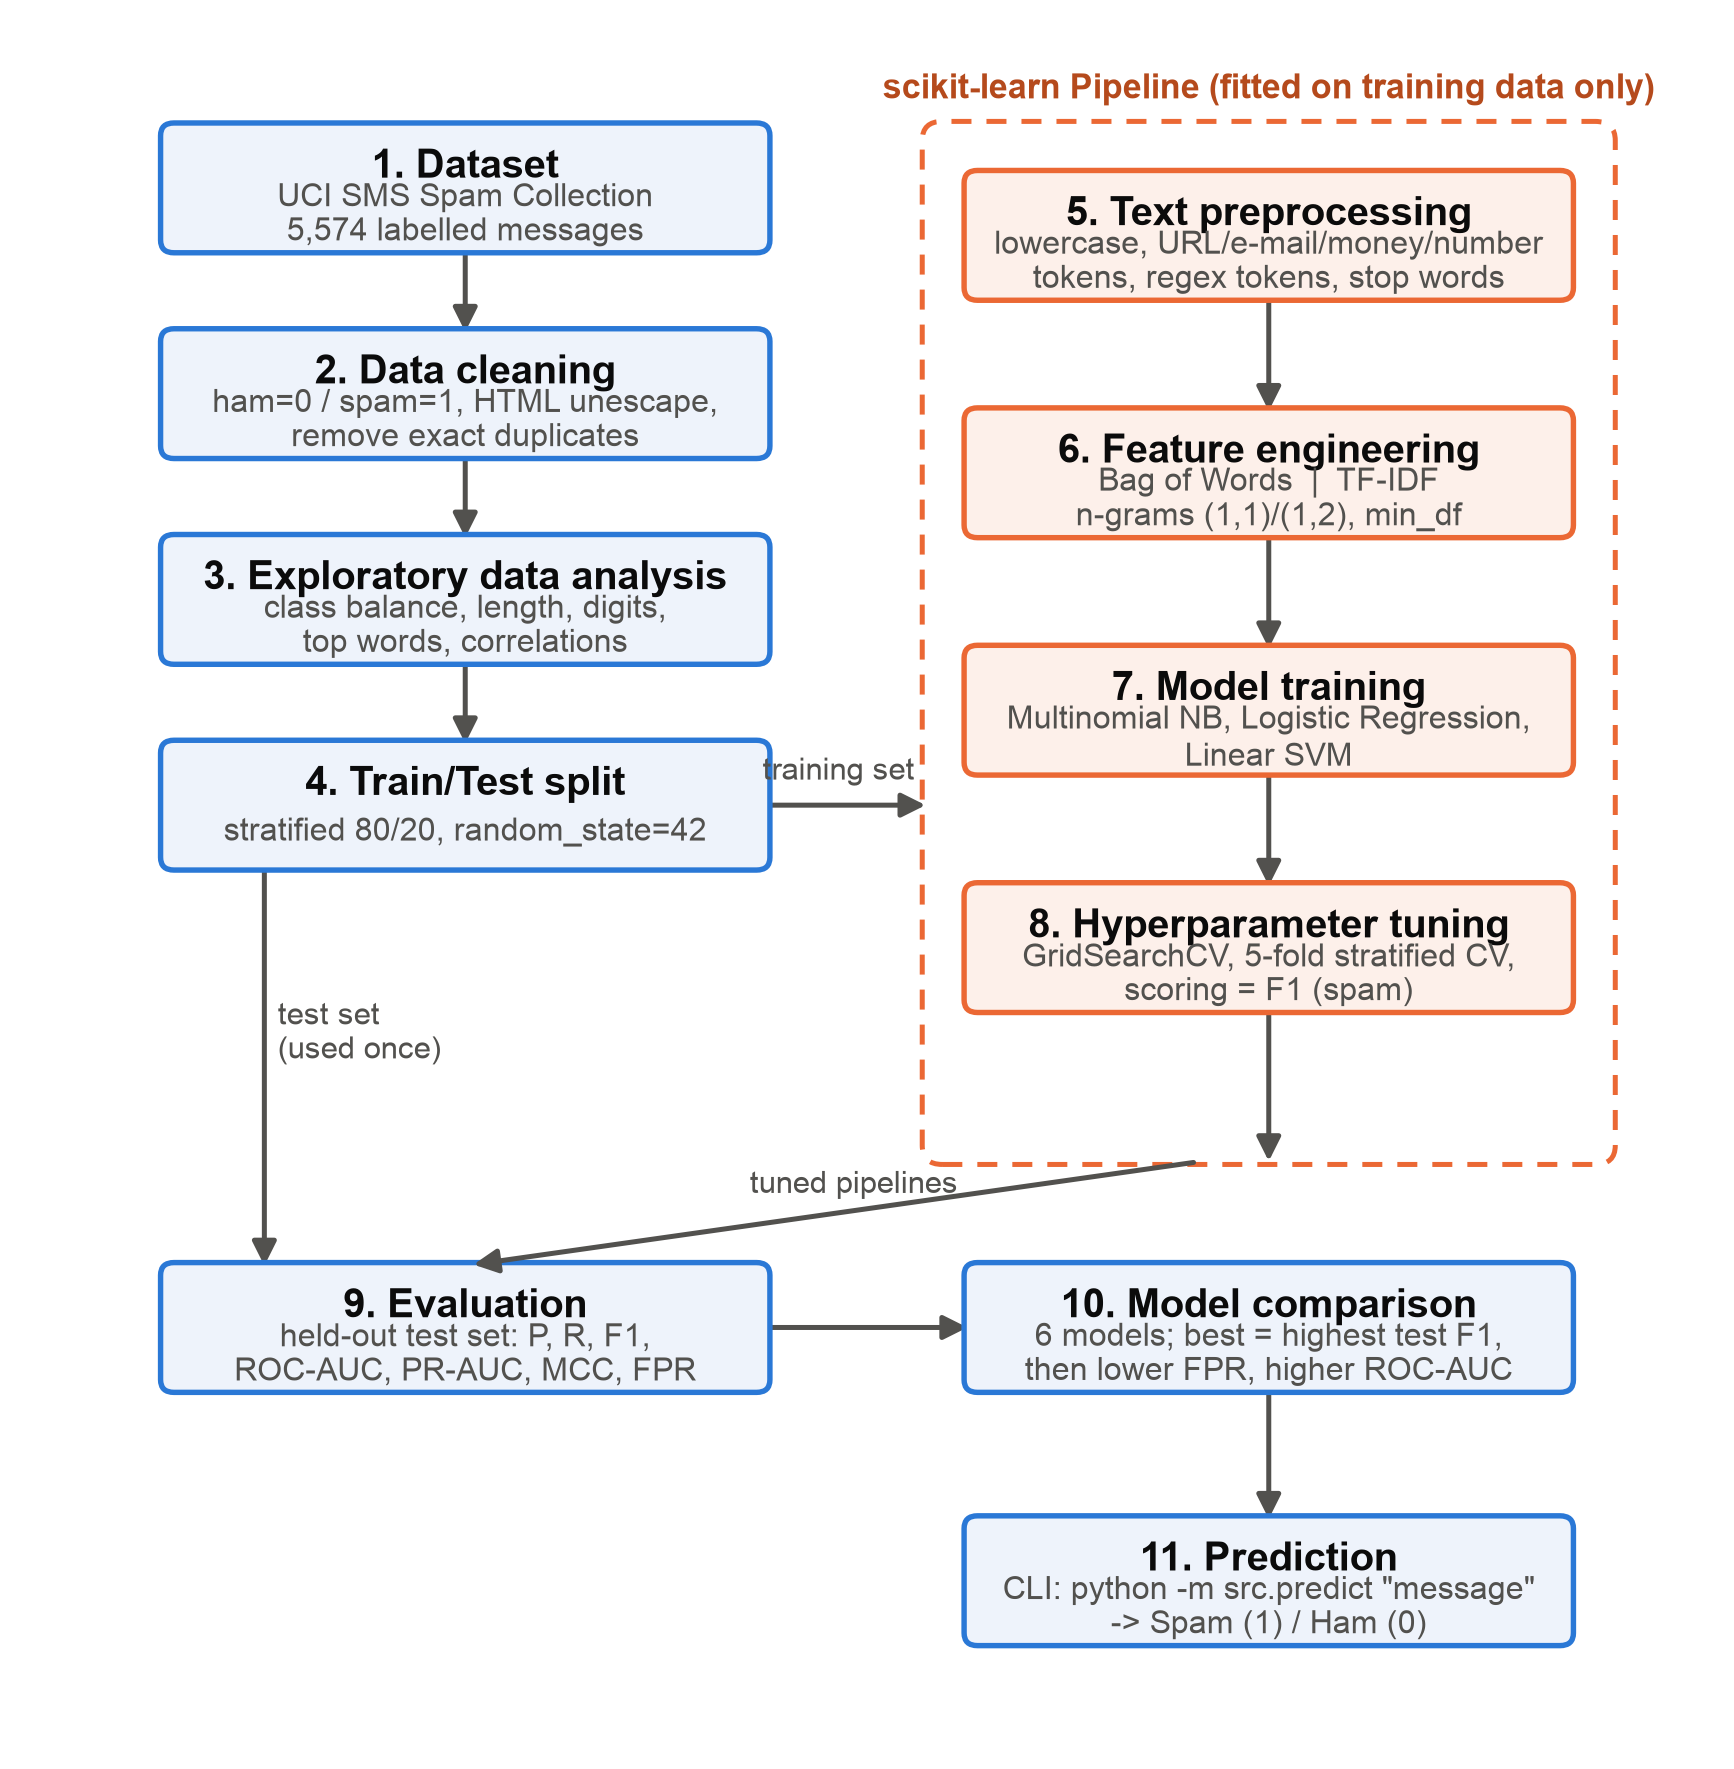 1. Dataset
UCI SMS Spam Collection
5,574 labelled messages
2. Data cleaning
ham=0 / spam=1, HTML unescape,
remove exact duplicates
3. Exploratory data analysis
class balance, length, digits,
top words, correlations
4. Train/Test split
stratified 80/20, random_state=42
training set
test set
(used once)
scikit-learn Pipeline (fitted on training data only)
5. Text preprocessing
lowercase, URL/e-mail/money/number
tokens, regex tokens, stop words
6. Feature engineering
Bag of Words | TF-IDF
n-grams (1,1)/(1,2), min_df
7. Model training
Multinomial NB, Logistic Regression,
Linear SVM
8. Hyperparameter tuning
GridSearchCV, 5-fold stratified CV,
scoring = F1 (spam)
tuned pipelines
9. Evaluation
held-out test set: P, R, F1,
ROC-AUC, PR-AUC, MCC, FPR
10. Model comparison
6 models; best = highest test F1,
then lower FPR, higher ROC-AUC
11. Prediction
CLI: python -m src.predict "message"
-> Spam (1) / Ham (0)